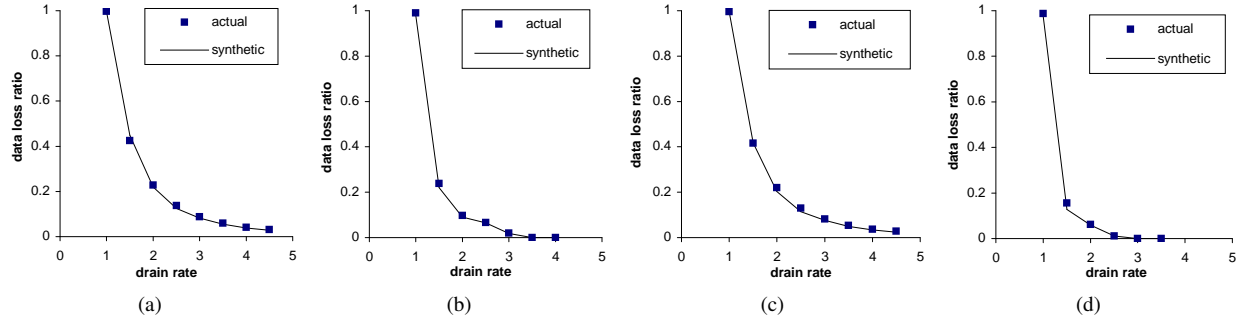 data loss ratio
1
0.8
0.6
0.4
0.2
0
0 1 2 3 4 5
drain rate
actual
synthetic
(a)
data loss ratio
1
0.8
0.6
0.4
0.2
0
0 1 2 3 4 5
drain rate
actual
synthetic
(b)
data loss ratio
1
0.8
0.6
0.4
0.2
0
0 1 2 3 4 5
drain rate
actual
synthetic
(c)
data loss ratio
1
0.8
0.6
0.4
0.2
0
0 1 2 3 4 5
drain rate
actual
synthetic
(d)